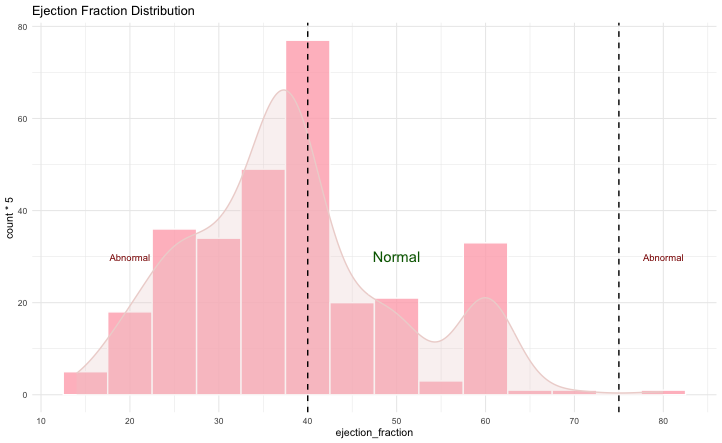 Ejection Fraction Distribution
80
60
40
20
0
count * 5
Abnormal
Normal
Abnormal
10
20
30
40
50
60
70
80
ejection_fraction